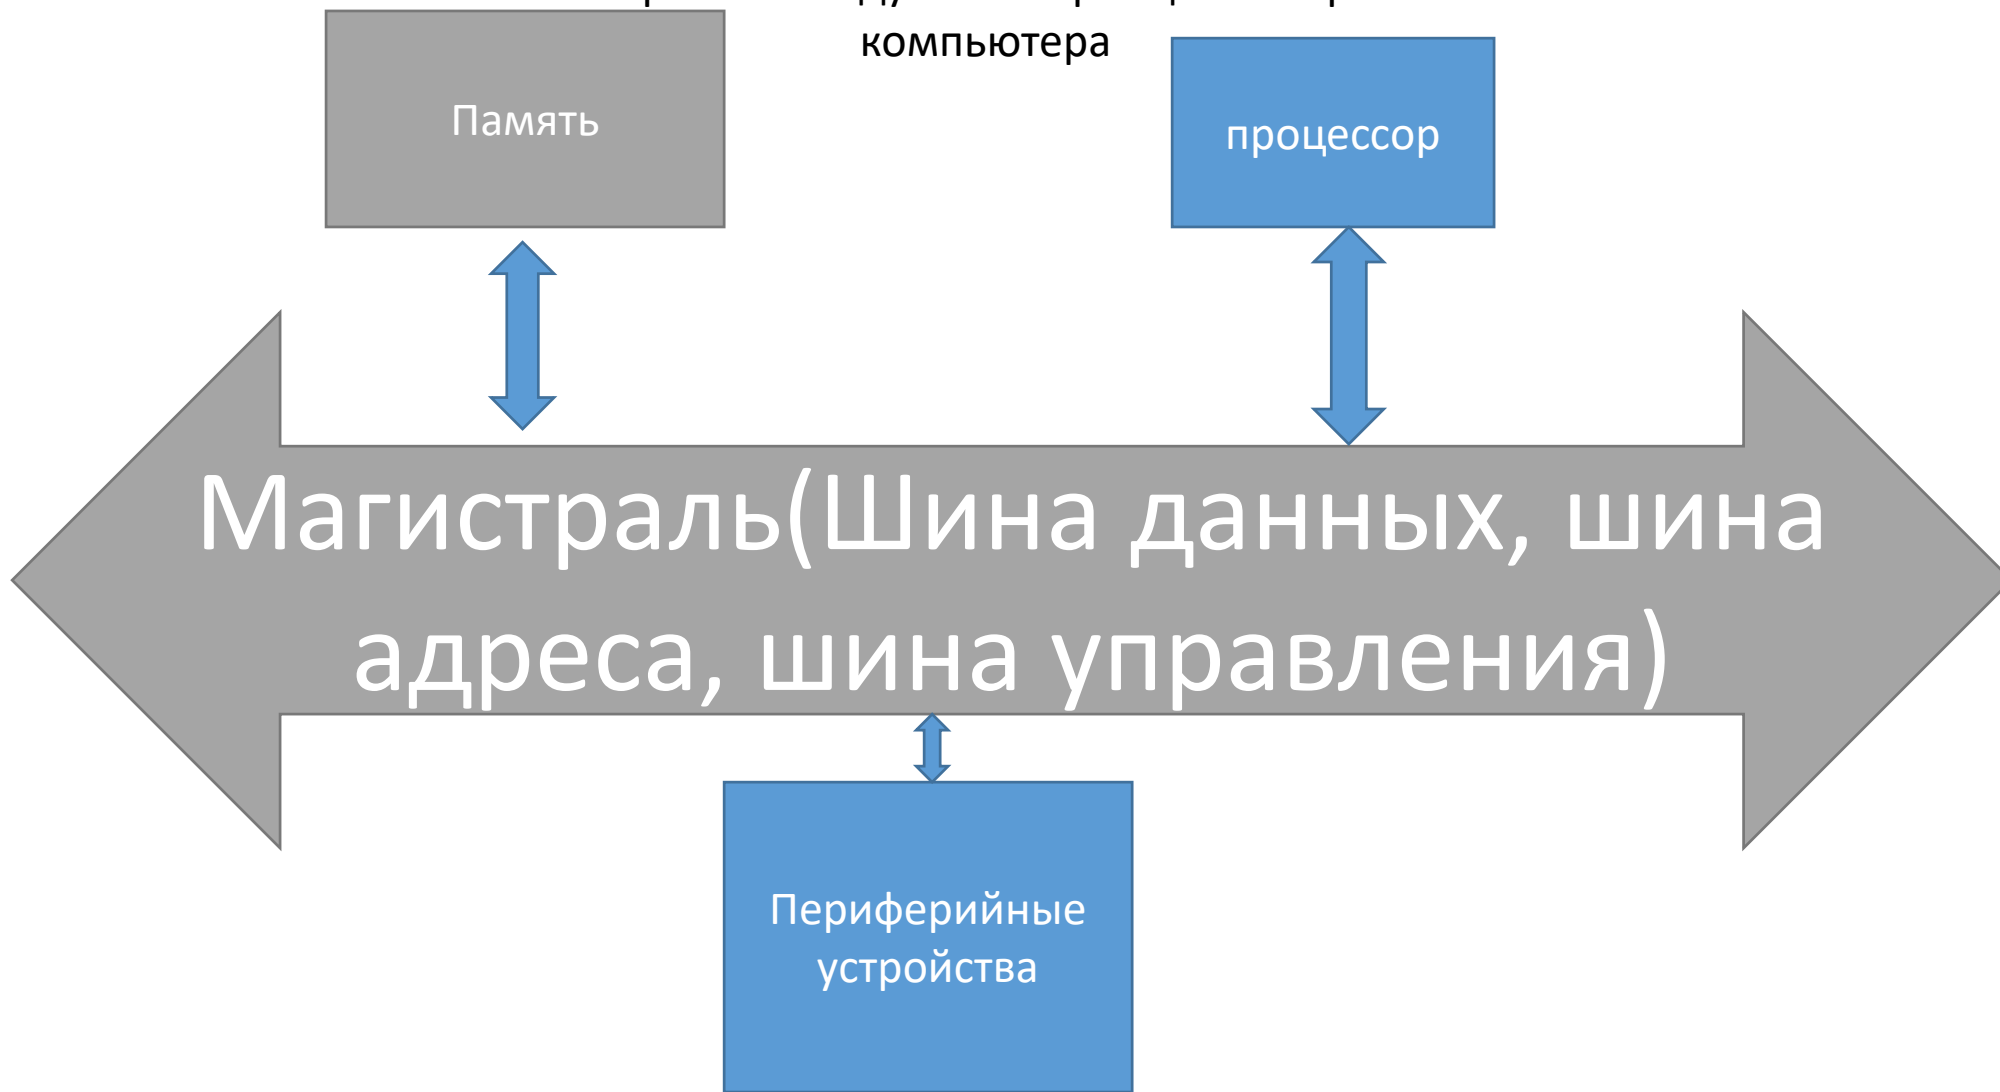 компьютера
Память
процессор
Магистраль(Шина данных, шина
адреса, шина управления)
Периферийные
устройства